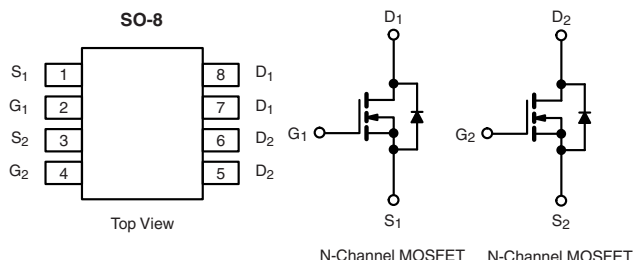 SO-8
S1 1 8 D1
G1 2 7 D1
S2 3 6 D2
G2 4 5 D2
Top View
D1
G1
S1
N-Channel MOSFET
D2
G2
S2
N-Channel MOSFET